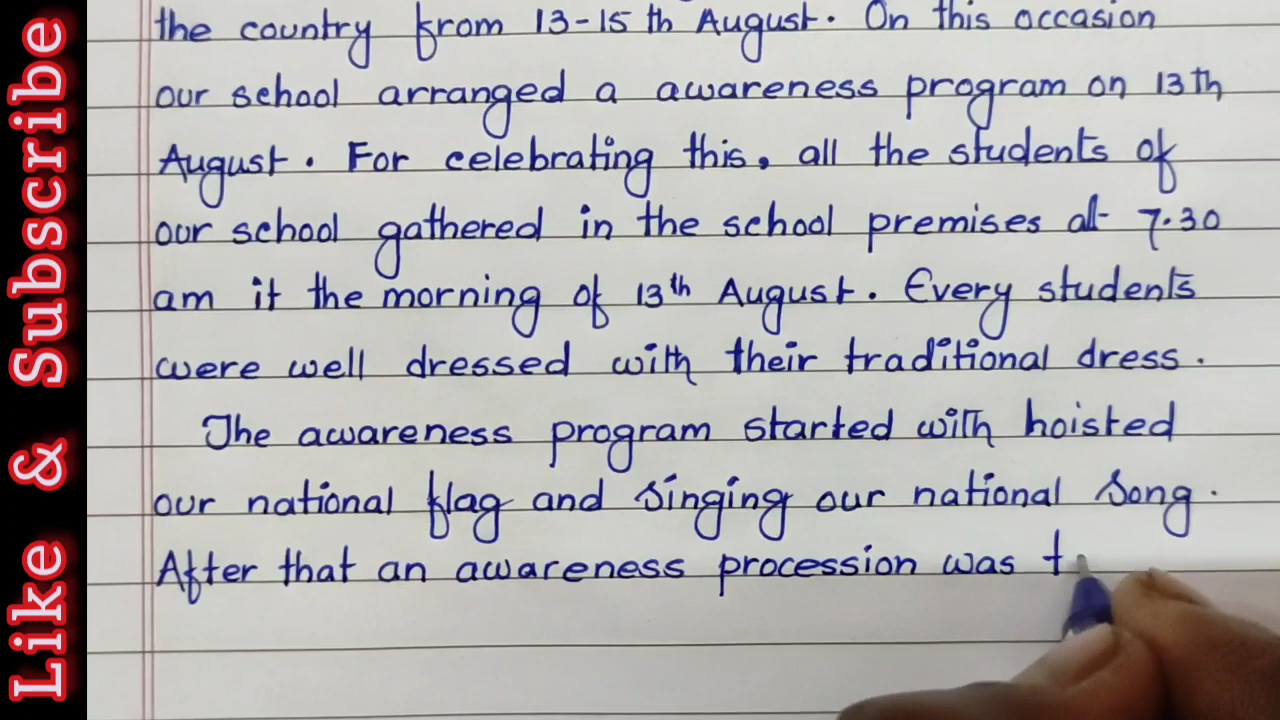 Like & Subscribe
the country from 13-15 th August. On this occasion
our school arranged a awareness program on 13th
August. For celebrating this, all the students of
our school gathered in the school premises at 7.30
am it the morning of 13th August. Every students
were well dressed with their traditional dress.
The awareness program started with hoisted
our national flag and singing our national song.
After that an awareness procession was t